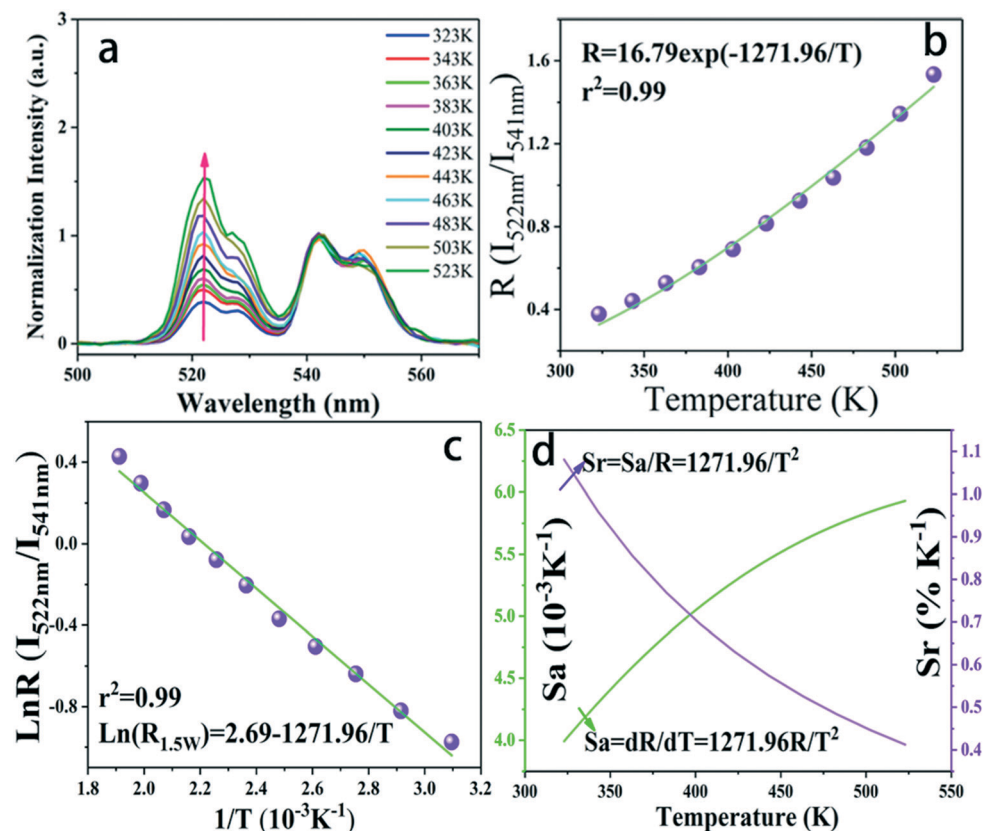 a
3
2
1
0
500
520
540
560
Normalization Intensity (a.u.)
Wavelength (nm)
323K
343K
363K
383K
403K
423K
443K
463K
483K
503K
523K
b
R=16.79exp(-1271.96/T)
r²=0.99
1.6
1.2
0.8
0.4
300
350
400
450
500
R (I₅₂₂ₙₘ/I₅₄₁ₙₘ)
Temperature (K)
c
0.4
0.0
-0.4
-0.8
1.8
2.0
2.2
2.4
2.6
2.8
3.0
3.2
LnR (I₅₂₂ₙₘ/I₅₄₁ₙₘ)
r²=0.99
Ln(R₁.₅W)=2.69-1271.96/T
1/T (10⁻³K⁻¹)
d
Sr=Sa/R=1271.96/T²
6.5
6.0
5.5
5.0
4.5
4.0
Sa (10⁻³K⁻¹)
1.1
1.0
0.9
0.8
0.7
0.6
0.5
0.4
Sr (% K⁻¹)
Sa=dR/dT=1271.96R/T²
300
350
400
450
500
550
Temperature (K)